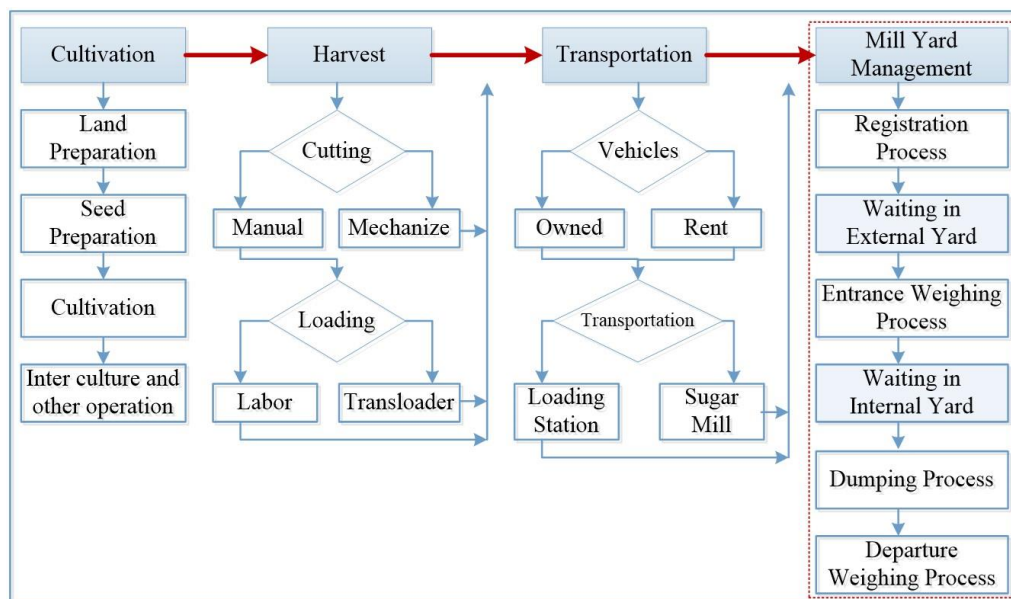 Cultivation
Harvest
Transportation
Mill Yard
Management
Land
Preparation
Seed
Preparation
Cultivation
Inter culture and
other operation
Cutting
Manual
Mechanize
Loading
Labor
Transloader
Vehicles
Owned
Rent
Transportation
Loading
Station
Sugar
Mill
Registration
Process
Waiting in
External Yard
Entrance Weighing
Process
Waiting in
Internal Yard
Dumping Process
Departure
Weighing Process